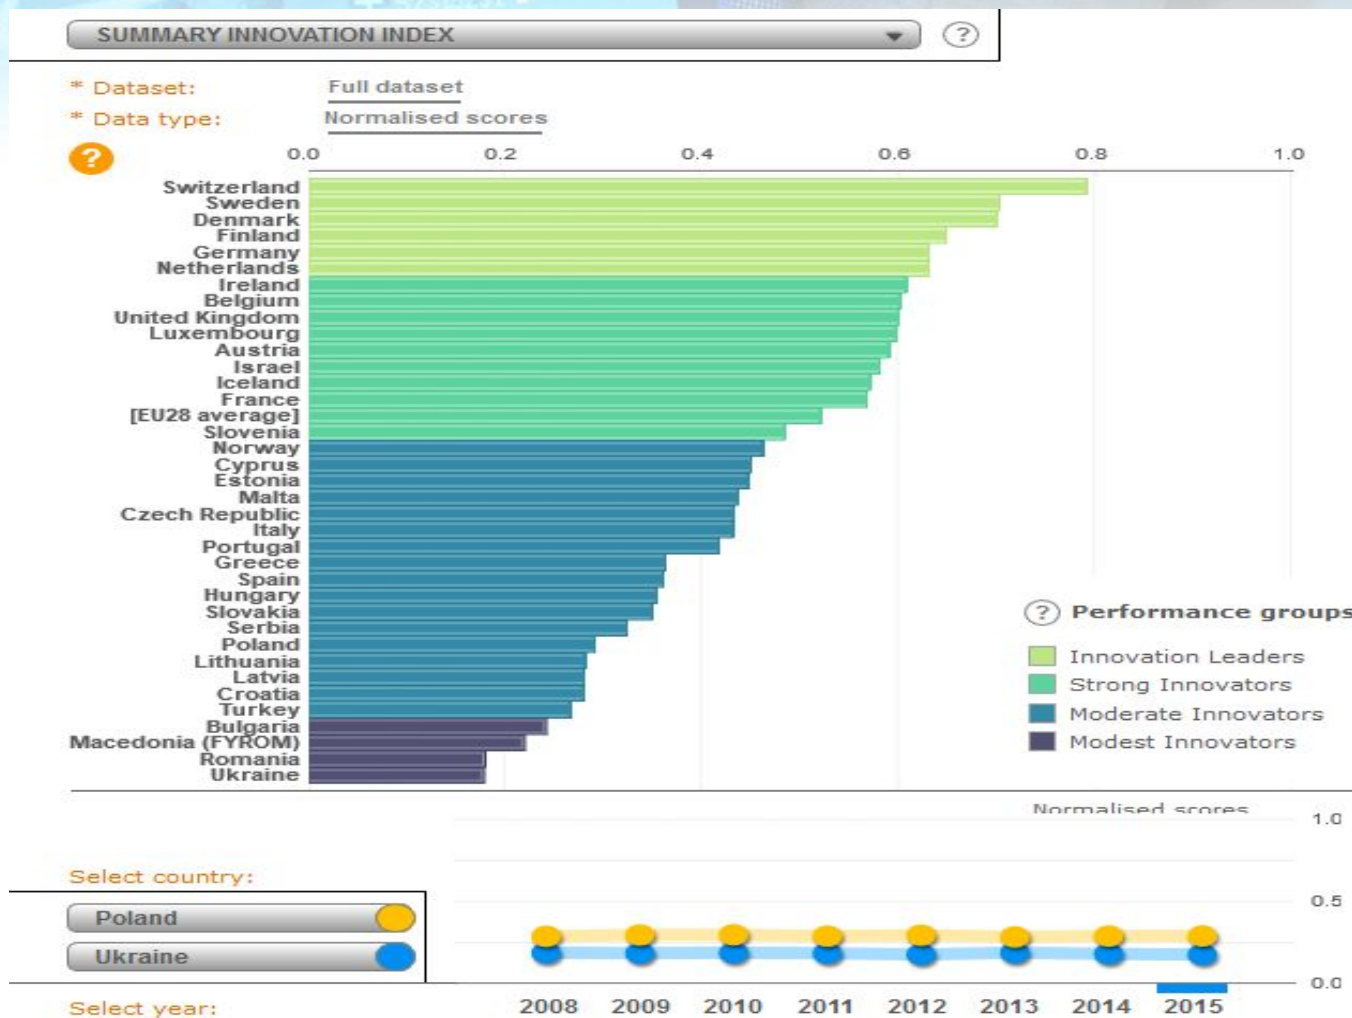 SUMMARY INNOVATION INDEX ?
* Dataset: Full dataset
* Data type: Normalised scores
? 0.0 0.2 0.4 0.6 0.8 1.0
Switzerland
Sweden
Denmark
Finland
Germany
Netherlands
Ireland
Belgium
United Kingdom
Luxembourg
Austria
Israel
Iceland
France
[EU28 average]
Slovenia
Norway
Cyprus
Estonia
Malta
Czech Republic
Italy
Portugal
Greece
Spain
Hungary
Slovakia
Serbia
Poland
Lithuania
Latvia
Croatia
Turkey
Bulgaria
Macedonia (FYROM)
Romania
Ukraine
? Performance groups
Innovation Leaders
Strong Innovators
Moderate Innovators
Modest Innovators
Normalised scores
1.0
0.5
0.0
Select country:
Poland
Ukraine
Select year:
2008 2009 2010 2011 2012 2013 2014 2015